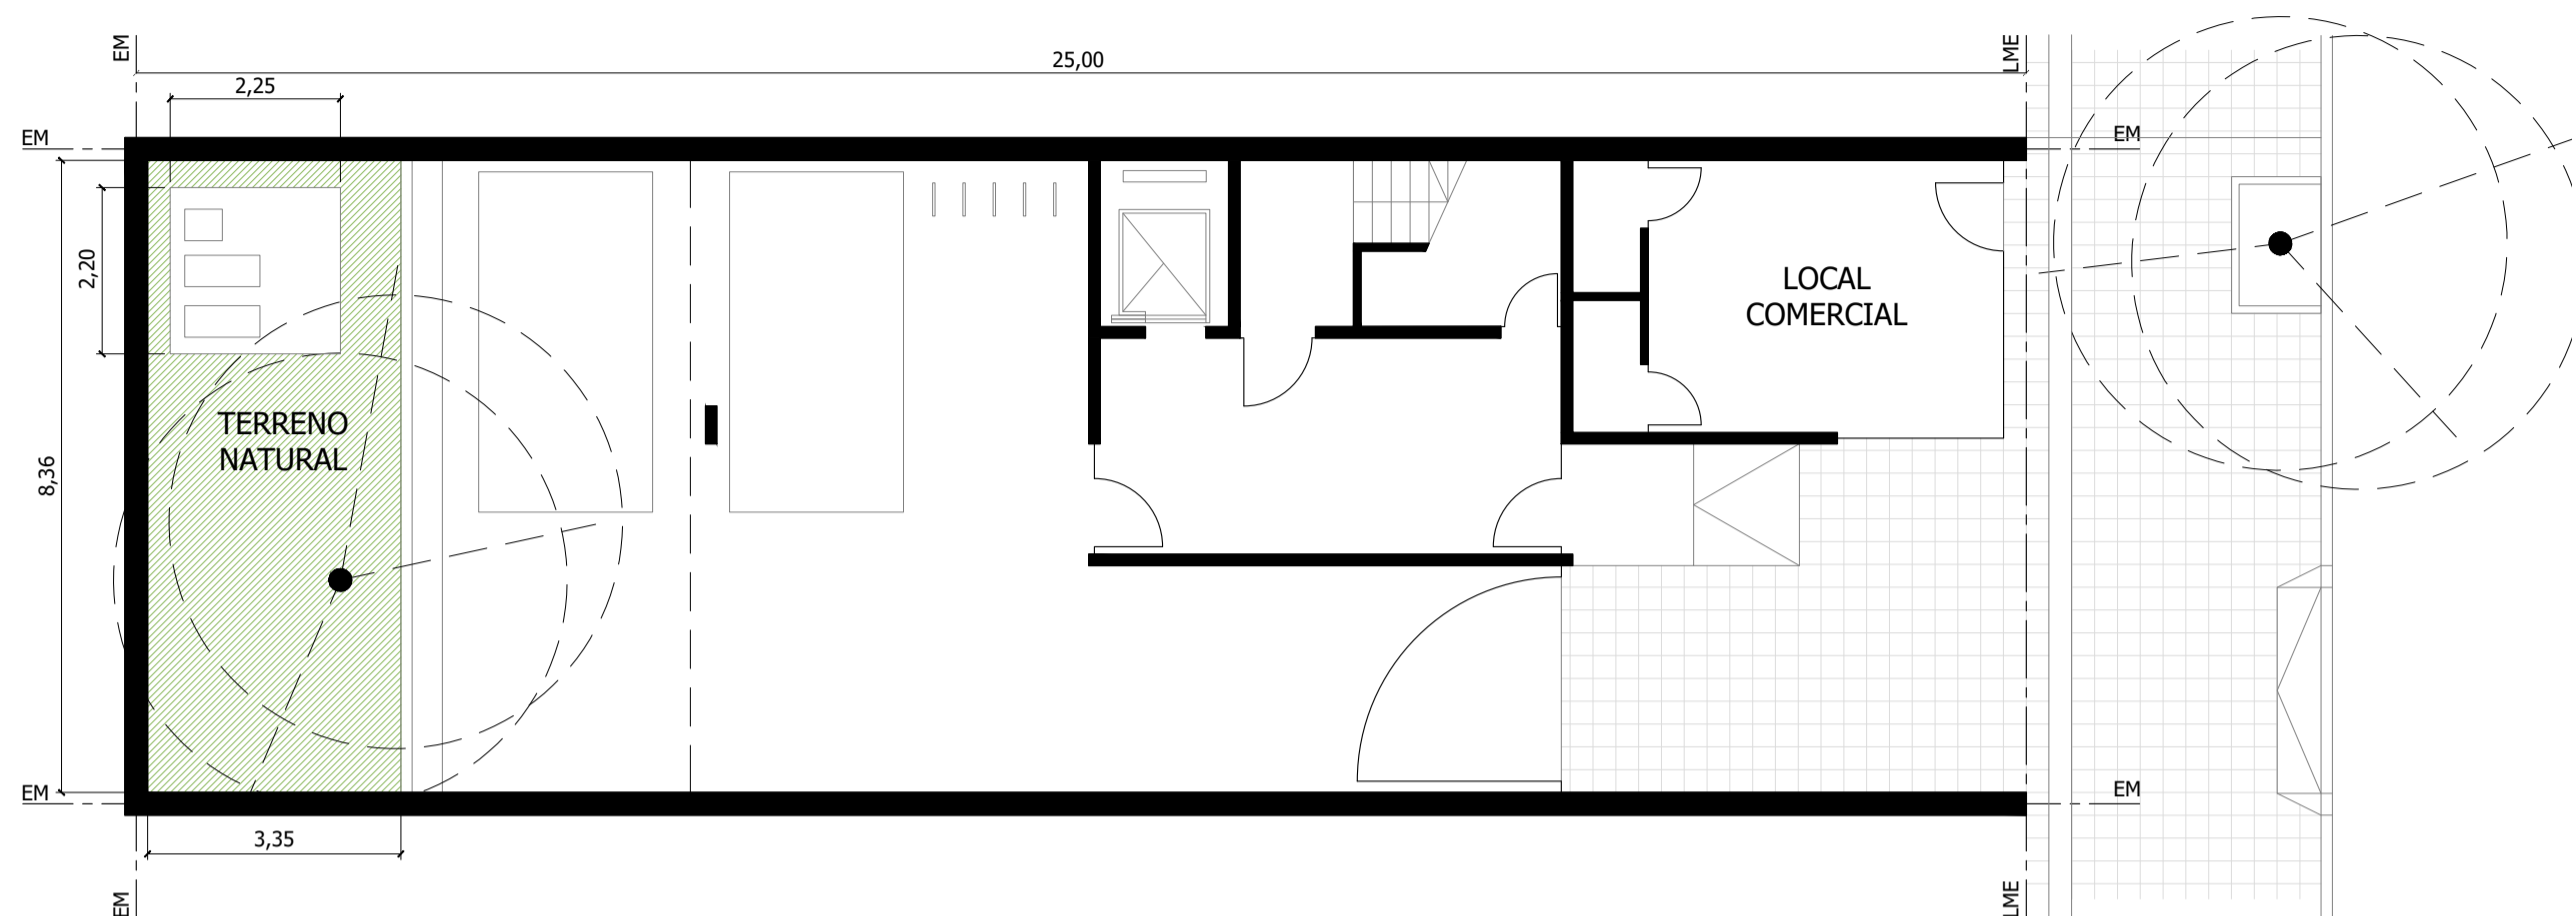 EM
LME
25,00
2,25
EM
EM
2,20
LOCAL
COMERCIAL
TERRENO
NATURAL
8,36
EM
EM
3,35
EM
LME